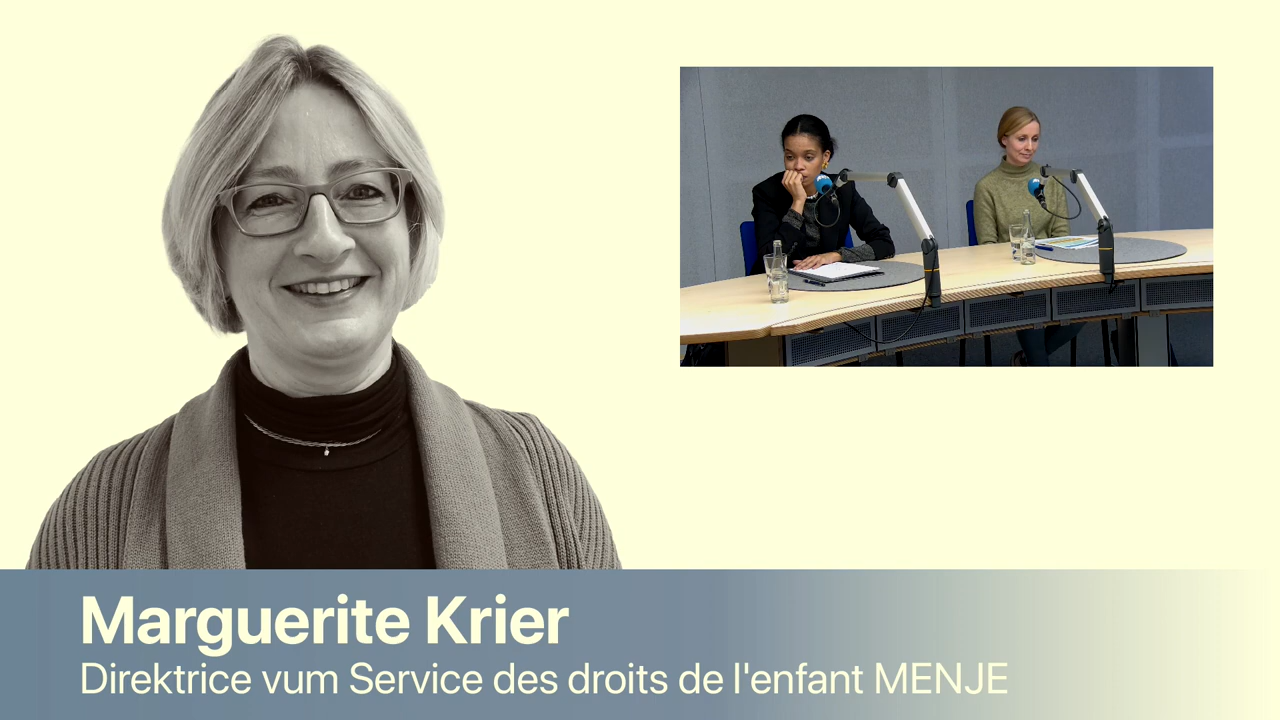 Marguerite Krier
Direktrice vum Service des droits de l'enfant MENJE